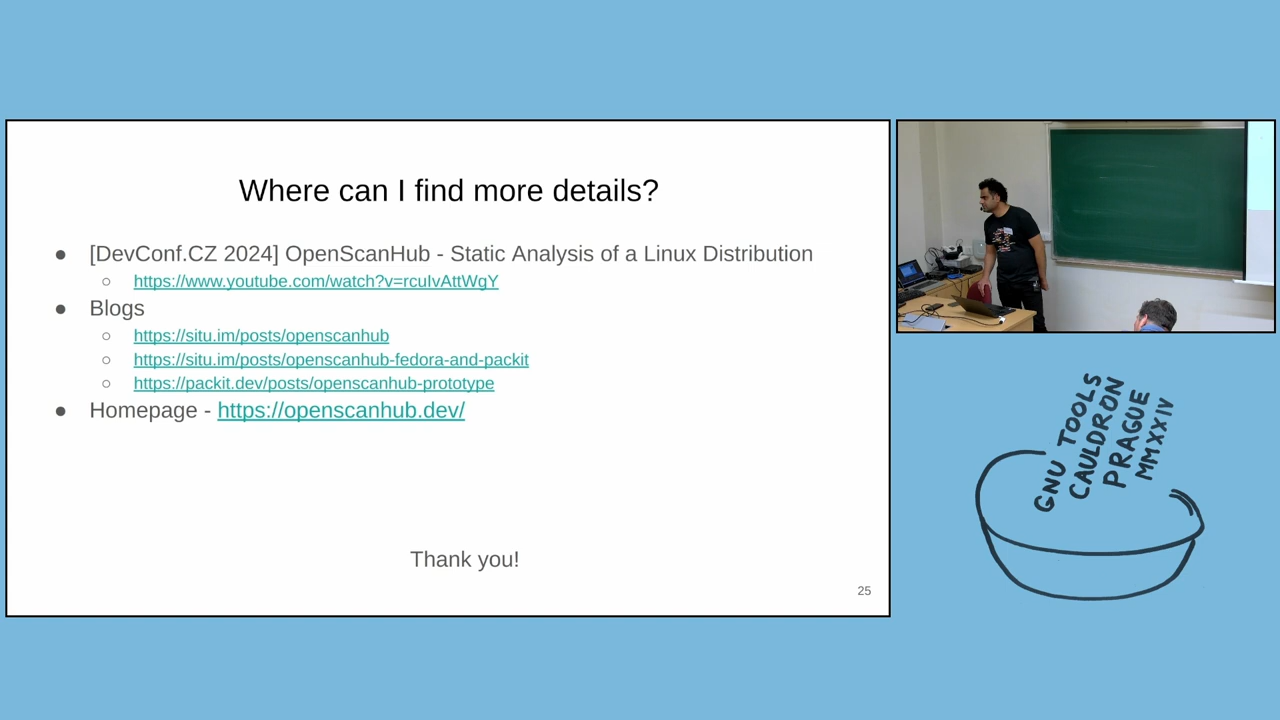 Where can I find more details?
● [DevConf.CZ 2024] OpenScanHub - Static Analysis of a Linux Distribution
○ https://www.youtube.com/watch?v=rcuIvAttWgY
● Blogs
○ https://situ.im/posts/openscanhub
○ https://situ.im/posts/openscanhub-fedora-and-packit
○ https://packit.dev/posts/openscanhub-prototype
● Homepage - https://openscanhub.dev/
Thank you!
25
GNU TOOLS
CAULDRON
PRAGUE
MMXXIV